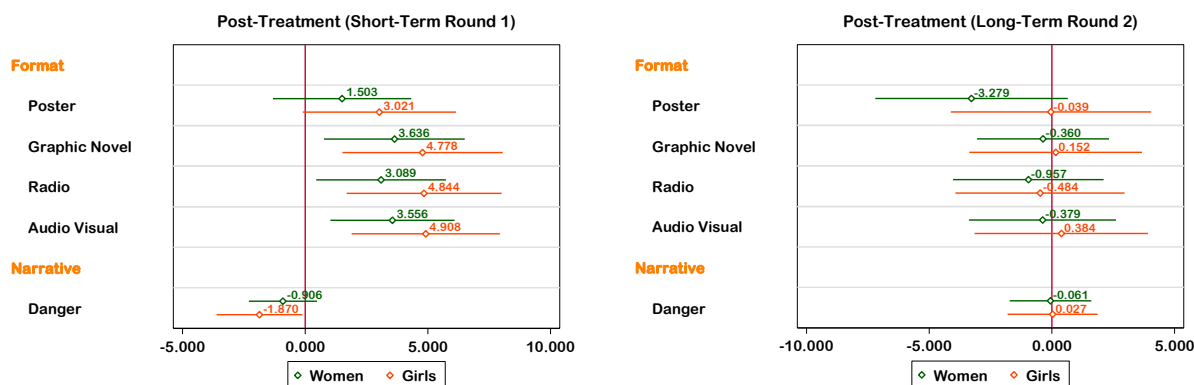 Post-Treatment (Short-Term Round 1)
Format
Poster
1.503
3.021
Graphic Novel
3.636
4.778
Radio
3.089
4.844
Audio Visual
3.556
4.908
Narrative
Danger
-0.906
-1.870
-5.000 0.000 5.000 10.000
Women Girls
Post-Treatment (Long-Term Round 2)
Format
Poster
-3.279
-0.039
Graphic Novel
-0.360
0.152
Radio
-0.957
-0.484
Audio Visual
-0.379
0.384
Narrative
Danger
-0.061
0.027
-10.000 -5.000 0.000 5.000
Women Girls